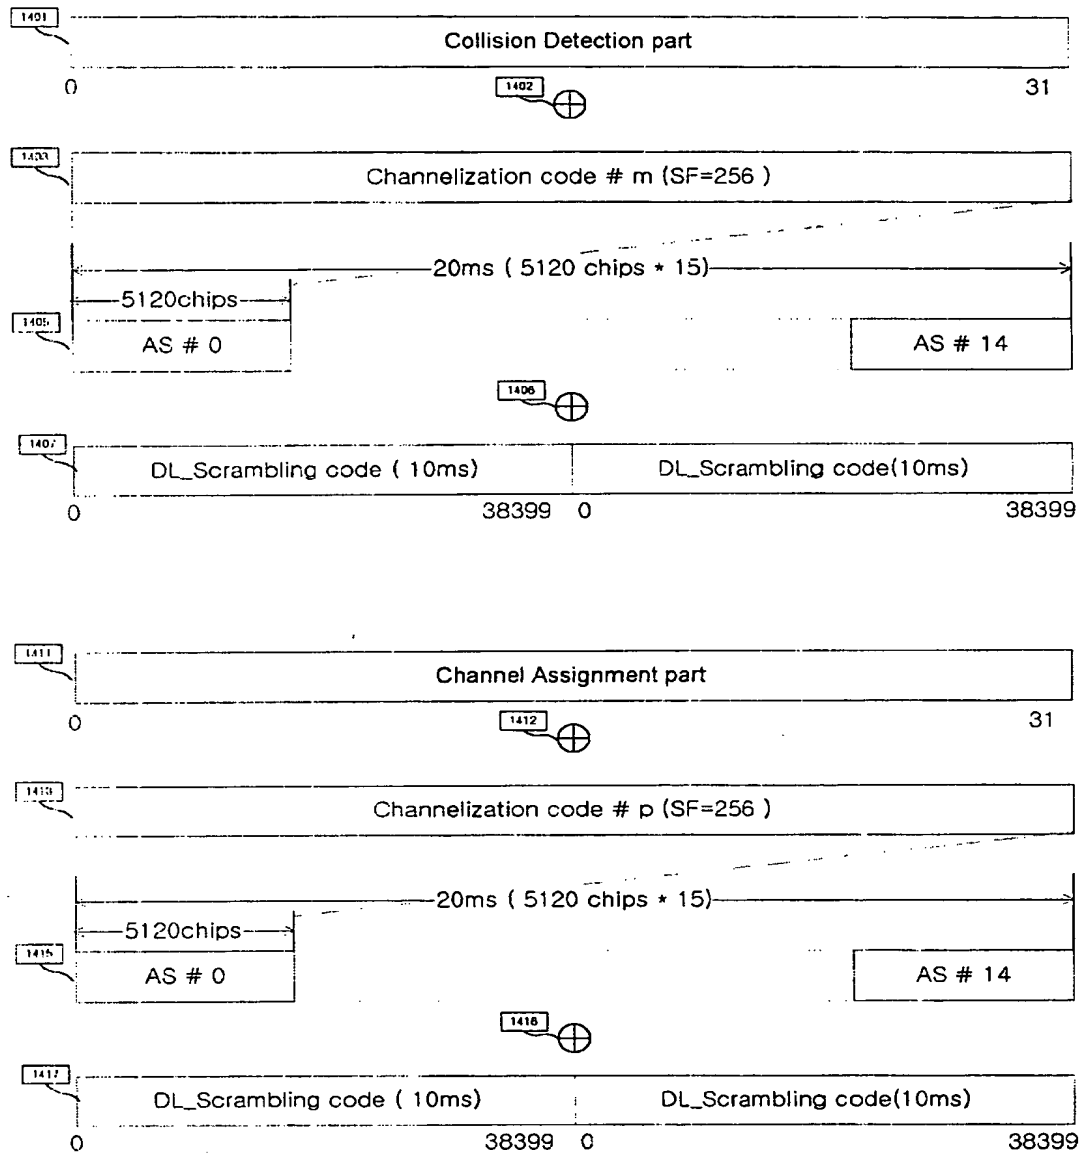 1401
Collision Detection part
0
31
1402
1403
Channelization code # m (SF=256 )
20ms ( 5120 chips * 15)
5120chips
1405
AS # 0
AS # 14
1406
1407
DL_Scrambling code ( 10ms)
DL_Scrambling code(10ms)
0
38399
0
38399
1411
Channel Assignment part
0
31
1412
1413
Channelization code # p (SF=256 )
20ms ( 5120 chips * 15)
5120chips
1415
AS # 0
AS # 14
1416
1417
DL_Scrambling code ( 10ms)
DL_Scrambling code(10ms)
0
38399
0
38399